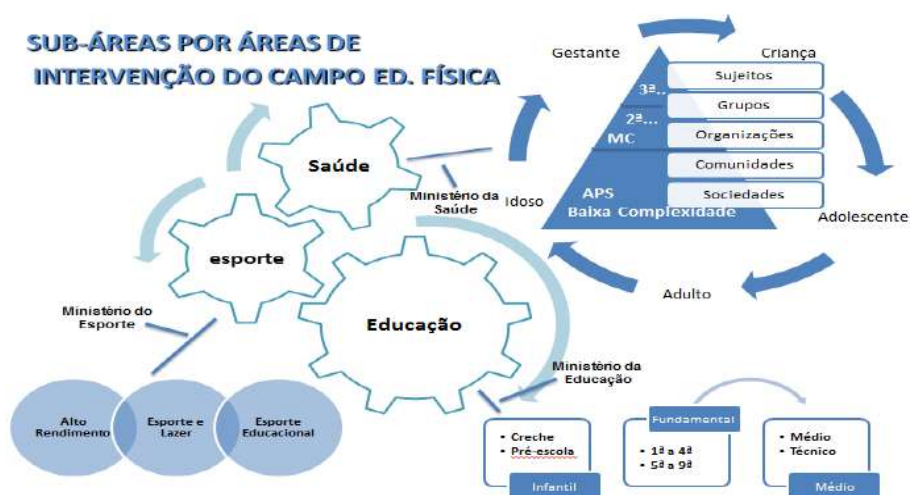 SUB-ÁREAS POR ÁREAS DE
INTERVENÇÃO DO CAMPO ED. FÍSICA
Gestante
Criança
Sujeitos
Grupos
Organizações
Comunidades
Sociedades
3ª..
2ª...
MC
APS
Baixa Complexidade
Idoso
Adolescente
Adulto
Saúde
Ministério da
Saúde
esporte
Educação
Ministério do
Esporte
Ministério da
Educação
Alto
Rendimento
Esporte e
Lazer
Esporte
Educacional
• Creche
• Pré-escola
Infantil
Fundamental
• 1ª a 4ª
• 5ª a 9ª
• Médio
• Técnico
Médio